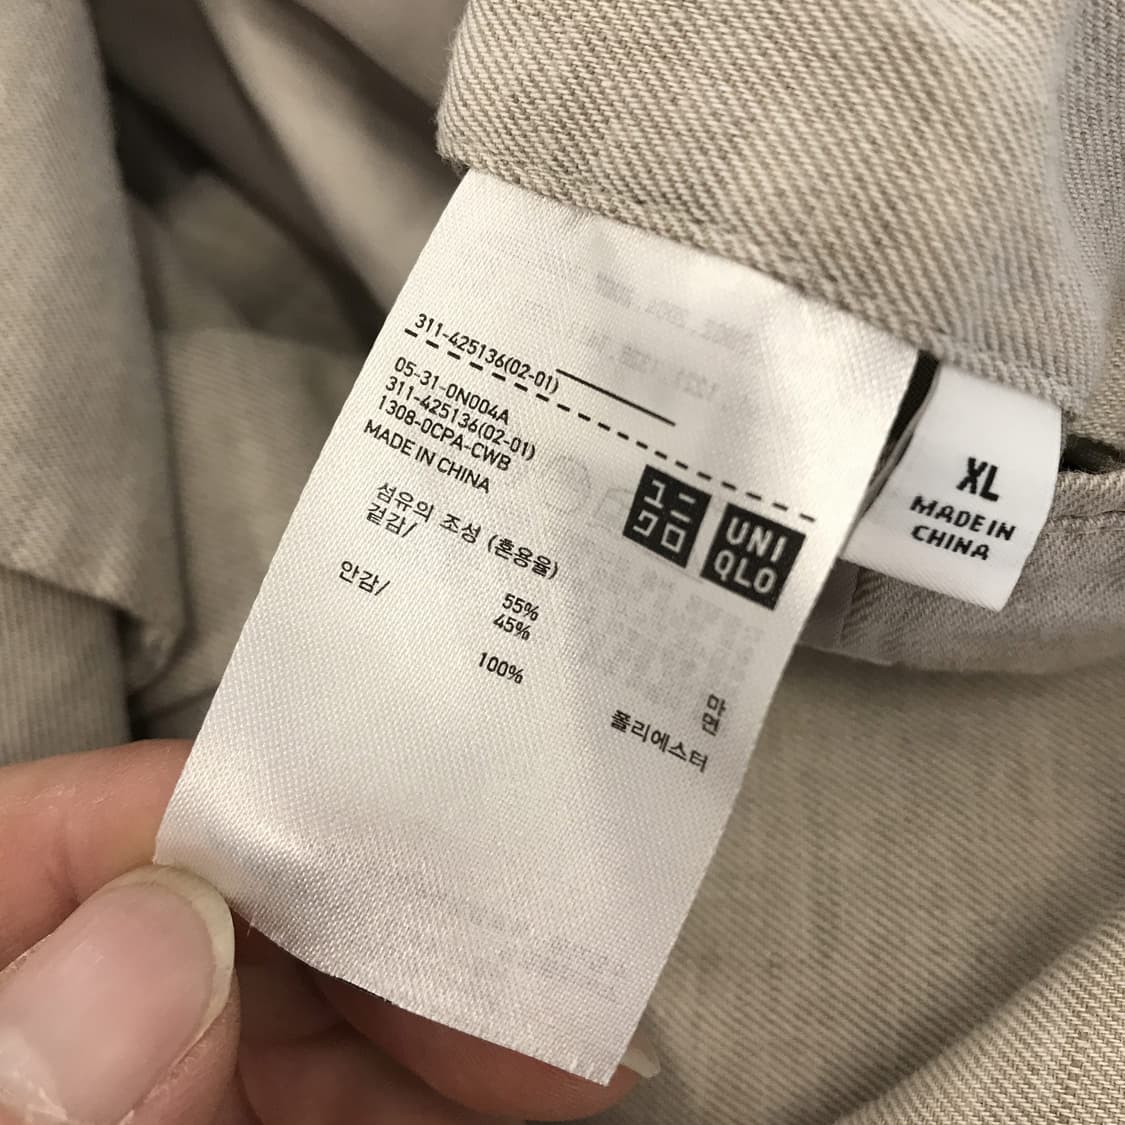 311-425136(02-01)
05-31-0N004A
311-425136(02-01)
1308-0CPA-CWB
MADE IN CHINA
ユニ
クロ
UNI
QLO
섬유의 조성 (혼용율)
겉감/
55% 마
45% 면
안감/
100% 폴리에스터
XL
MADE IN
CHINA